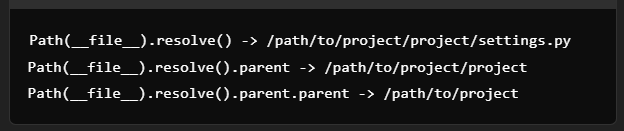 Path(__file__).resolve() -> /path/to/project/project/settings.py
Path(__file__).resolve().parent -> /path/to/project/project
Path(__file__).resolve().parent.parent -> /path/to/project